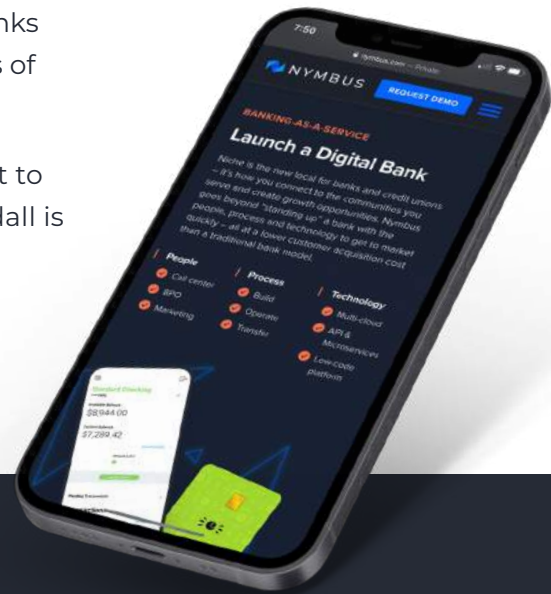 nks
s of
t to
dall is
7:50
nymbus.com — Private
NYMBUS
REQUEST DEMO
BANKING-AS-A-SERVICE
Launch a Digital Bank
Niche is the new local for banks and credit unions
– it's how you connect to the communities you
serve and create growth opportunities. Nymbus
goes beyond "standing up" a bank with the
people, process and technology to get to market
quickly – all at a lower customer acquisition cost
than a traditional bank model.
People
Call center
BPO
Marketing
Process
Build
Operate
Transfer
Technology
Multi-cloud
API &
Microservices
Low-code
platform
Standard Checking
Available Balance
$8,944.00
Current Balance
$7,289.42